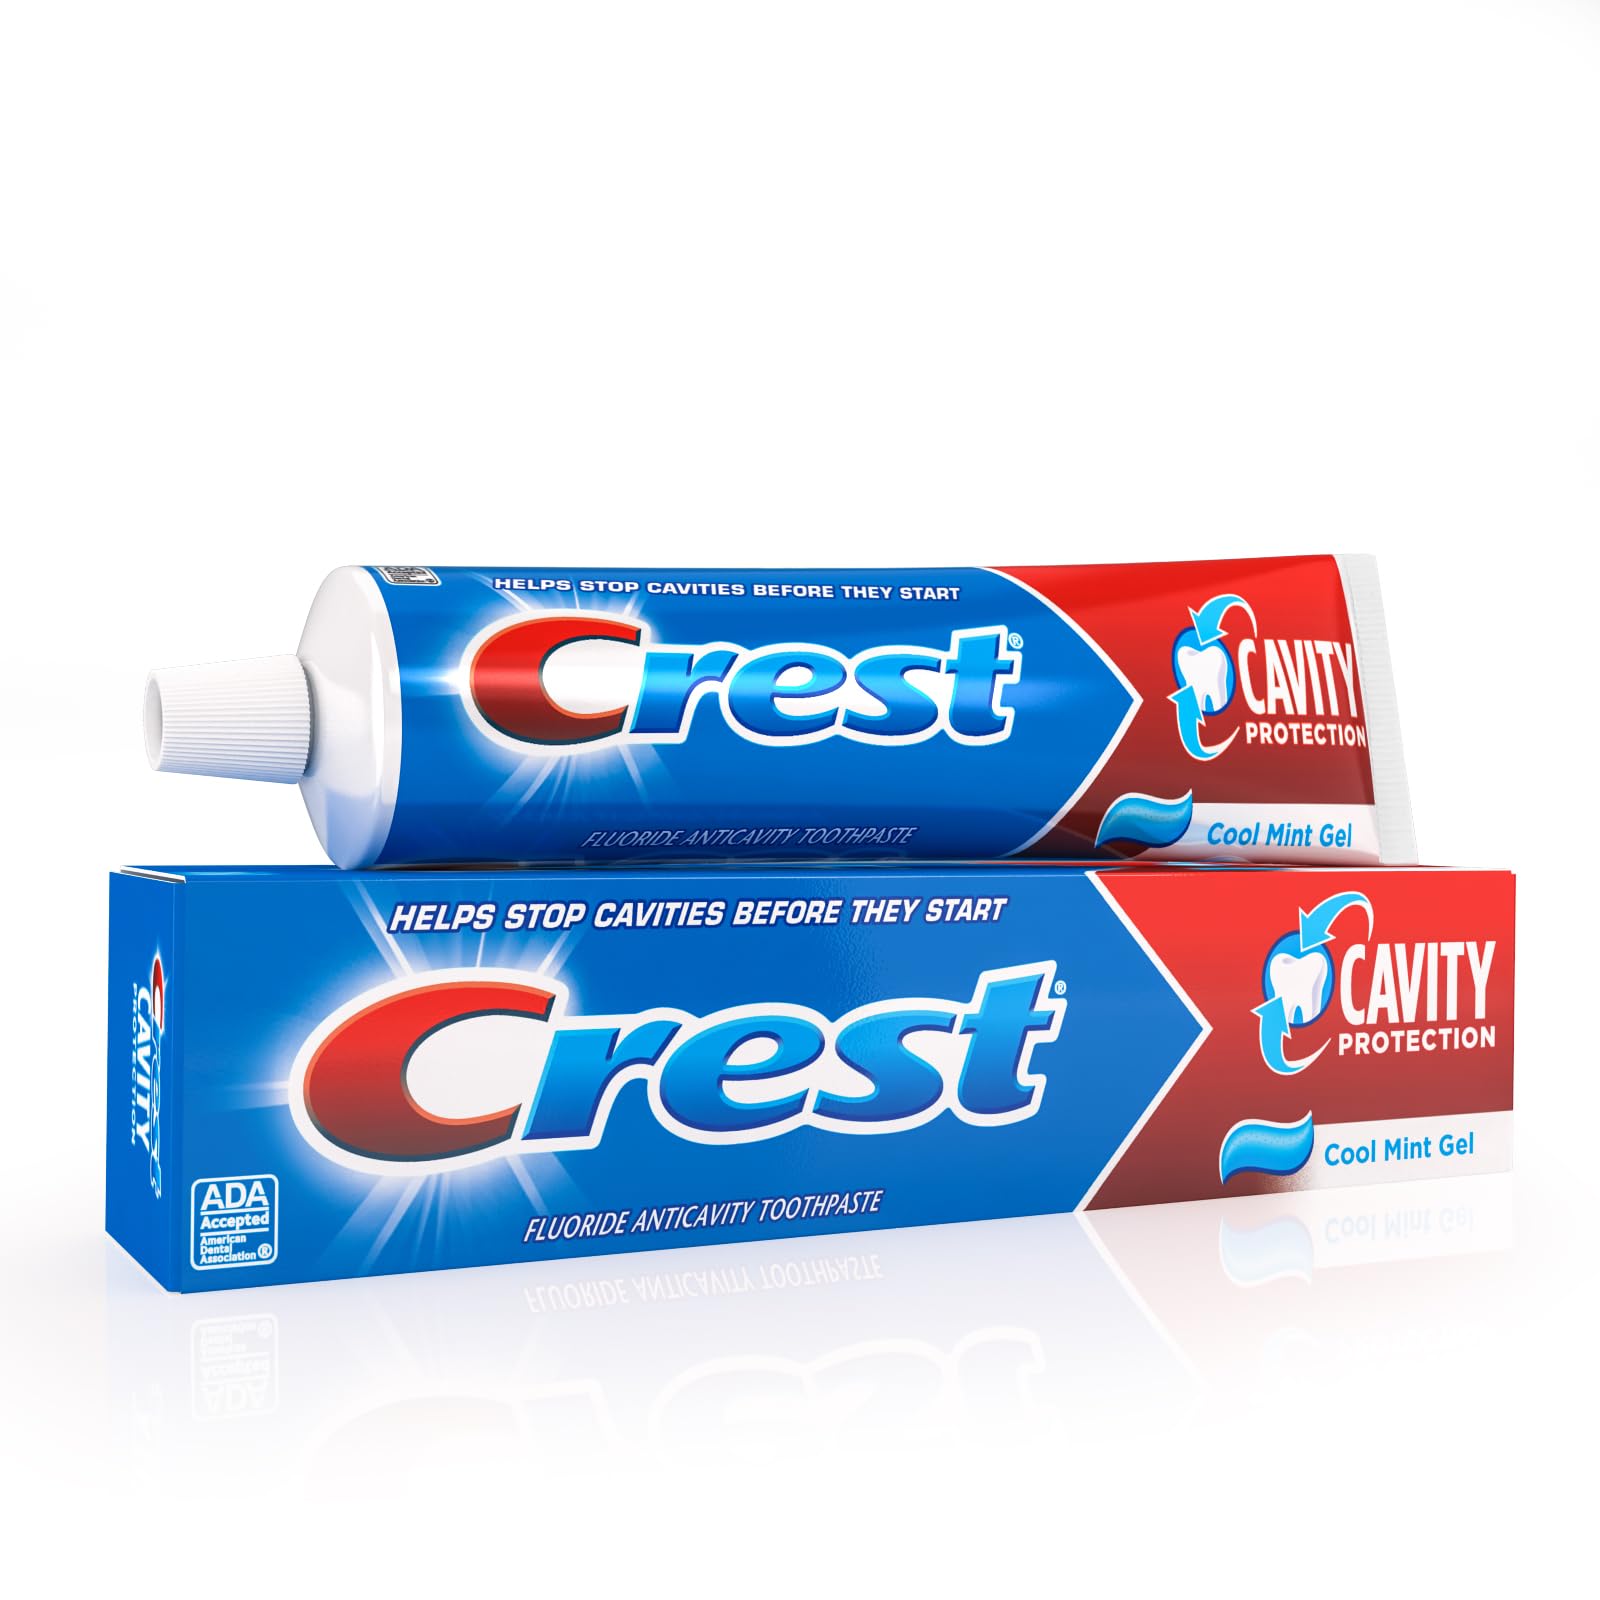 HELPS STOP CAVITIES BEFORE THEY START
Crest®
CAVITY
PROTECTION
FLUORIDE ANTICAVITY TOOTHPASTE
Cool Mint Gel
HELPS STOP CAVITIES BEFORE THEY START
Crest®
CAVITY
PROTECTION
Cool Mint Gel
FLUORIDE ANTICAVITY TOOTHPASTE
Crest
CAVITY
PROTECTION
ADA
Accepted
American
Dental
Association ®